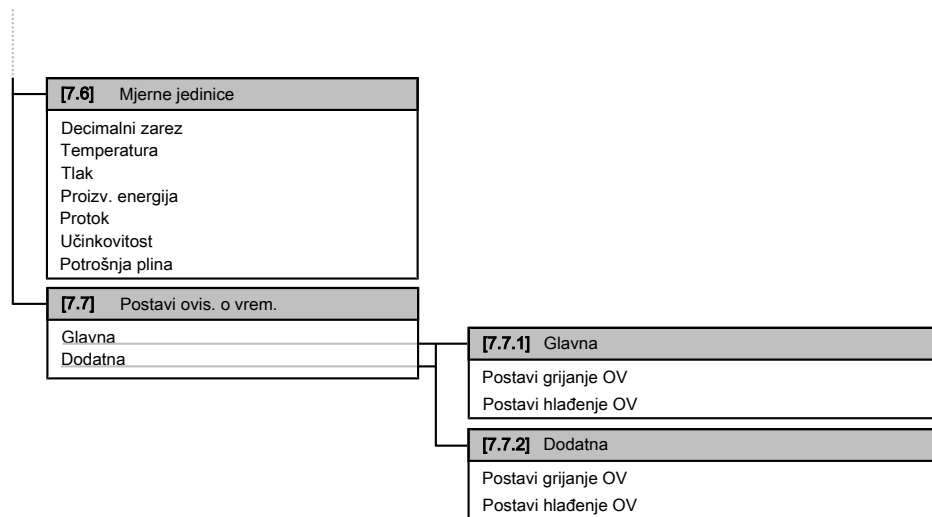 [7.6] Mjerne jedinice
Decimalni zarez
Temperatura
Tlak
Proizv. energija
Protok
Učinkovitost
Potrošnja plina
[7.7] Postavi ovis. o vrem.
Glavna
Dodatna
[7.7.1] Glavna
Postavi grijanje OV
Postavi hlađenje OV
[7.7.2] Dodatna
Postavi grijanje OV
Postavi hlađenje OV